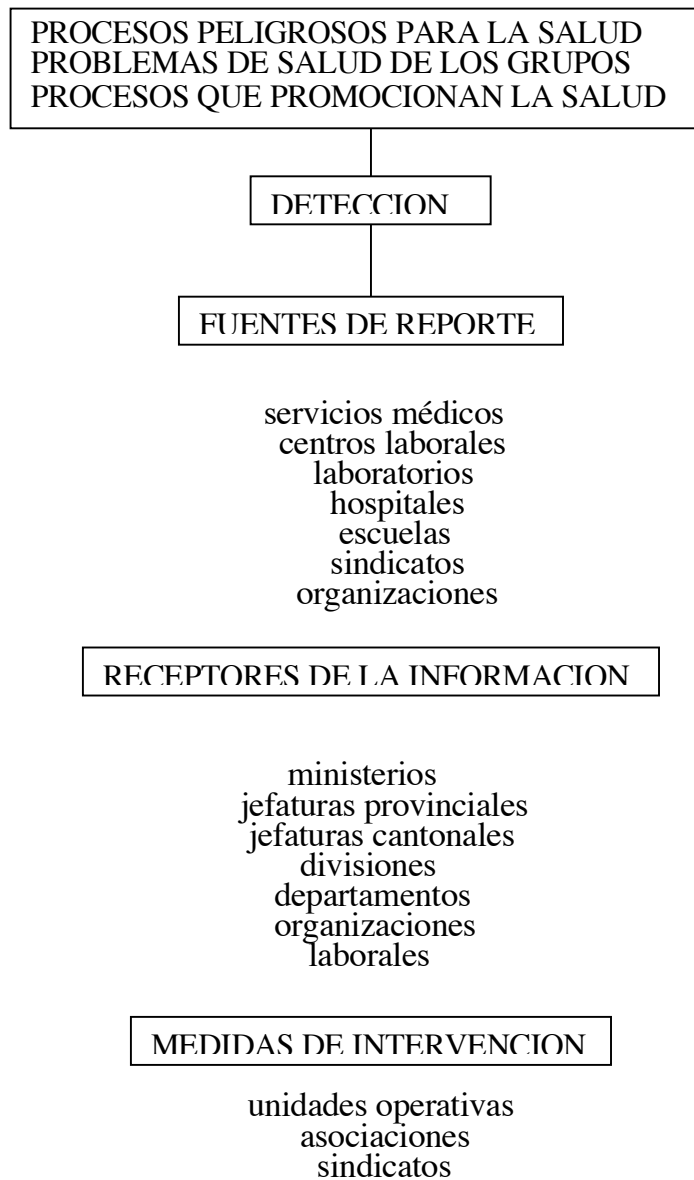 PROCESOS PELIGROSOS PARA LA SALUD
PROBLEMAS DE SALUD DE LOS GRUPOS
PROCESOS QUE PROMOCIONAN LA SALUD
DETECCION
FUENTES DE REPORTE
servicios médicos
centros laborales
laboratorios
hospitales
escuelas
sindicatos
organizaciones
RECEPTORES DE LA INFORMACION
ministerios
jefaturas provinciales
jefaturas cantonales
divisiones
departamentos
organizaciones
laborales
MEDIDAS DE INTERVENCION
unidades operativas
asociaciones
sindicatos